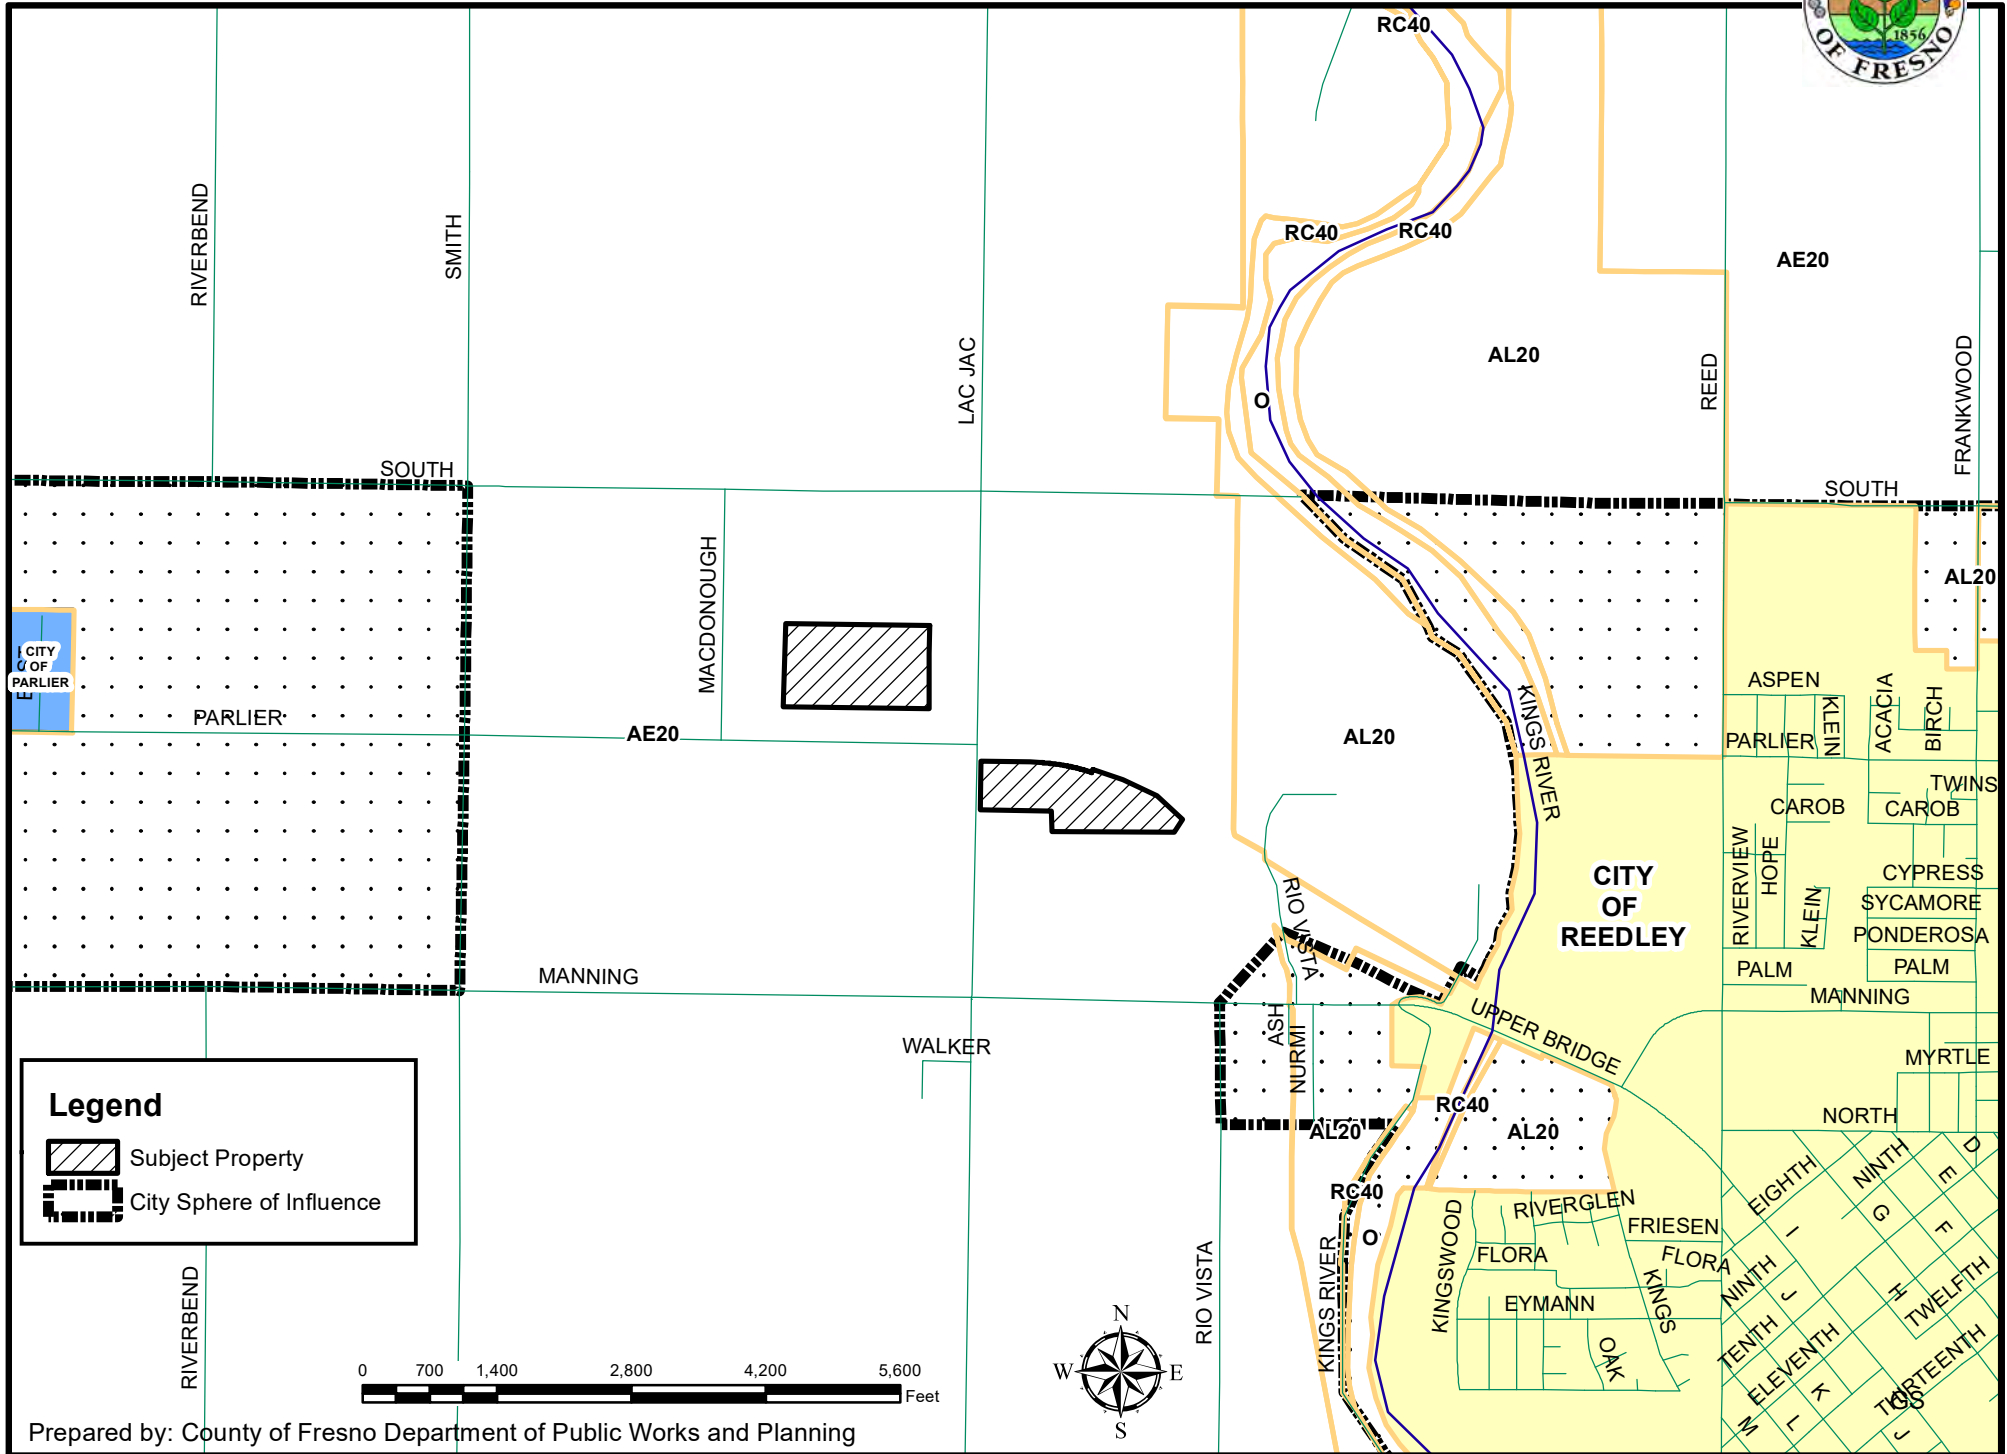 RC40
1856
OF FRESNO
RIVERBEND
SMITH
RC40
RC40
AE20
LAC JAC
AL20
REED
FRANKWOOD
O
SOUTH
SOUTH
MACDONOUGH
AL20
CITY
OF
PARLIER
PARLIER
AE20
AL20
KINGS RIVER
ASPEN
KLEIN
ACACIA
BIRCH
PARLIER
TWINS
CAROB
CAROB
RIVERVIEW
HOPE
CITY
OF
REEDLEY
CYPRESS
SYCAMORE
KLEIN
PONDEROSA
RIO VISTA
PALM
PALM
MANNING
MANNING
ASH
NURMI
UPPER BRIDGE
WALKER
MYRTLE
RC40
NORTH
AL20
AL20
Legend
Subject Property
City Sphere of Influence
RC40
O
KINGSWOOD
RIVERGLEN
FRIESEN
FLORA
FLORA
EYMANN
KINGS
OAK
EIGHTH
NINTH
D
E
G
F
I
NINTH
J
H
TWELFTH
TENTH
ELEVENTH
THIRTEENTH
K
GS
M
L
J
RIVERBEND
RIO VISTA
KINGS RIVER
N
W E
S
0 700 1,400 2,800 4,200 5,600
Feet
Prepared by: County of Fresno Department of Public Works and Planning